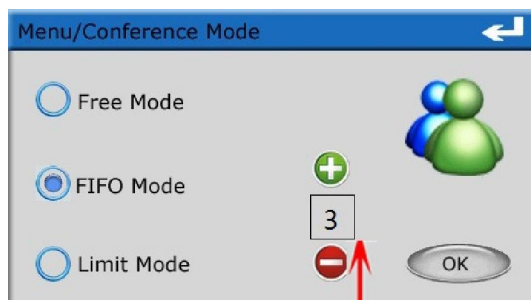 Menu/Conference Mode
Free Mode
FIFO Mode
3
Limit Mode
OK